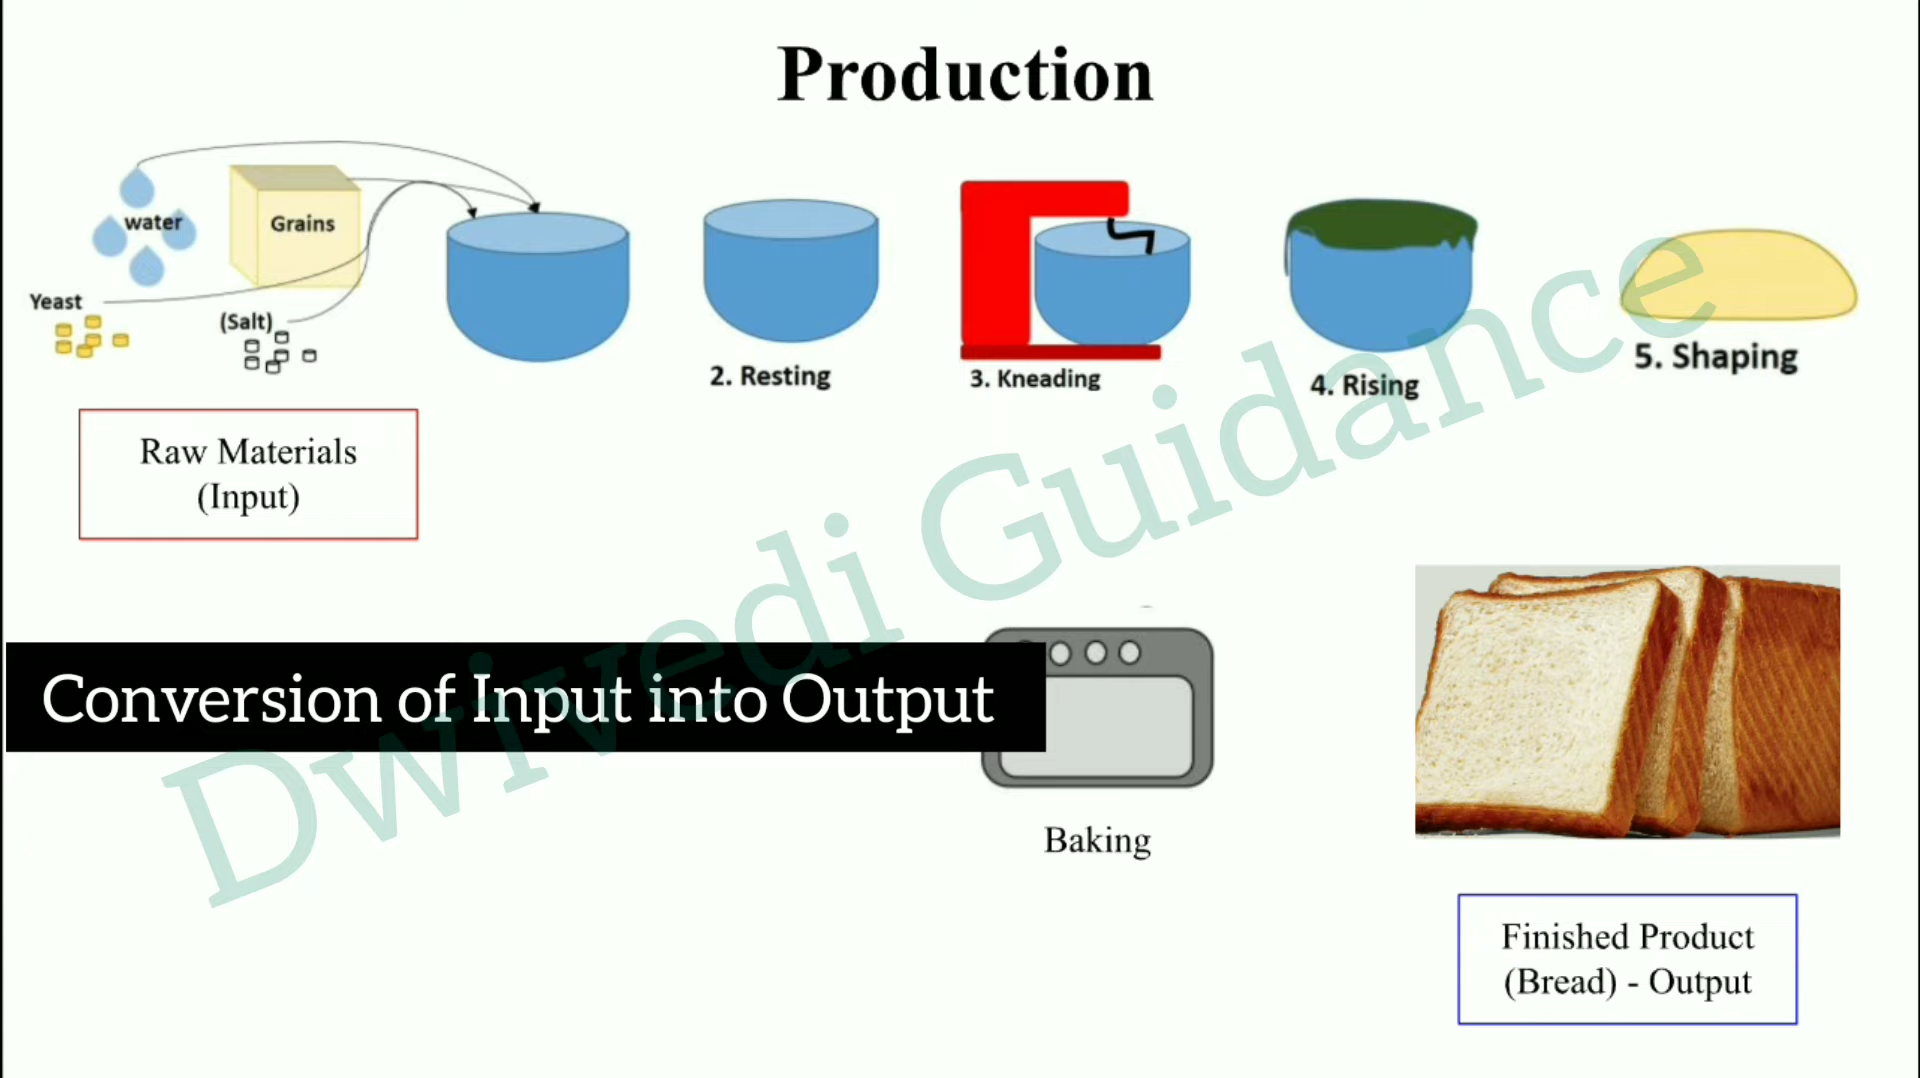 Production
water
Grains
Yeast
(Salt)
2. Resting
3. Kneading
4. Rising
5. Shaping
Raw Materials
(Input)
Conversion of Input into Output
Baking
Finished Product
(Bread) - Output
Dwivedi Guidance